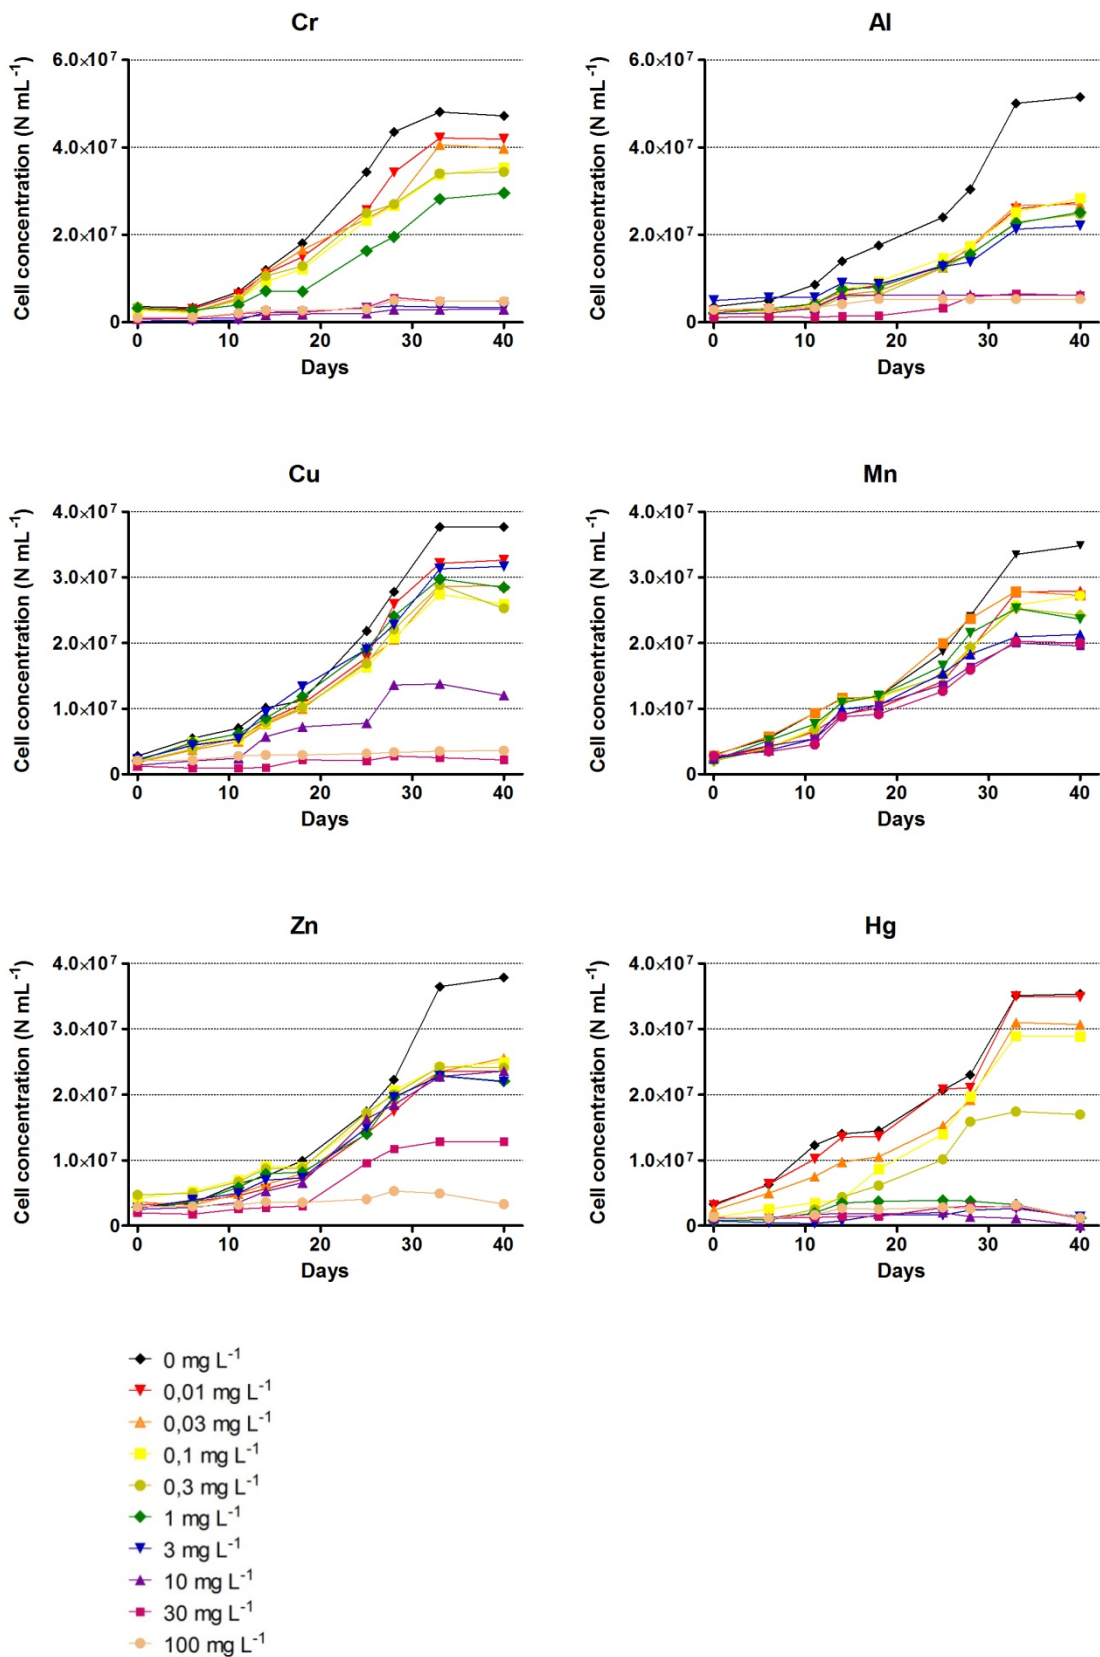 Cr
Cell concentration (N mL⁻¹)
6.0×10⁷
4.0×10⁷
2.0×10⁷
0
0 10 20 30 40
Days
Al
Cell concentration (N mL⁻¹)
6.0×10⁷
4.0×10⁷
2.0×10⁷
0
0 10 20 30 40
Days
Cu
Cell concentration (N mL⁻¹)
4.0×10⁷
3.0×10⁷
2.0×10⁷
1.0×10⁷
0
0 10 20 30 40
Days
Mn
Cell concentration (N mL⁻¹)
4.0×10⁷
3.0×10⁷
2.0×10⁷
1.0×10⁷
0
0 10 20 30 40
Days
Zn
Cell concentration (N mL⁻¹)
4.0×10⁷
3.0×10⁷
2.0×10⁷
1.0×10⁷
0
0 10 20 30 40
Days
Hg
Cell concentration (N mL⁻¹)
4.0×10⁷
3.0×10⁷
2.0×10⁷
1.0×10⁷
0
0 10 20 30 40
Days
0 mg L⁻¹
0,01 mg L⁻¹
0,03 mg L⁻¹
0,1 mg L⁻¹
0,3 mg L⁻¹
1 mg L⁻¹
3 mg L⁻¹
10 mg L⁻¹
30 mg L⁻¹
100 mg L⁻¹